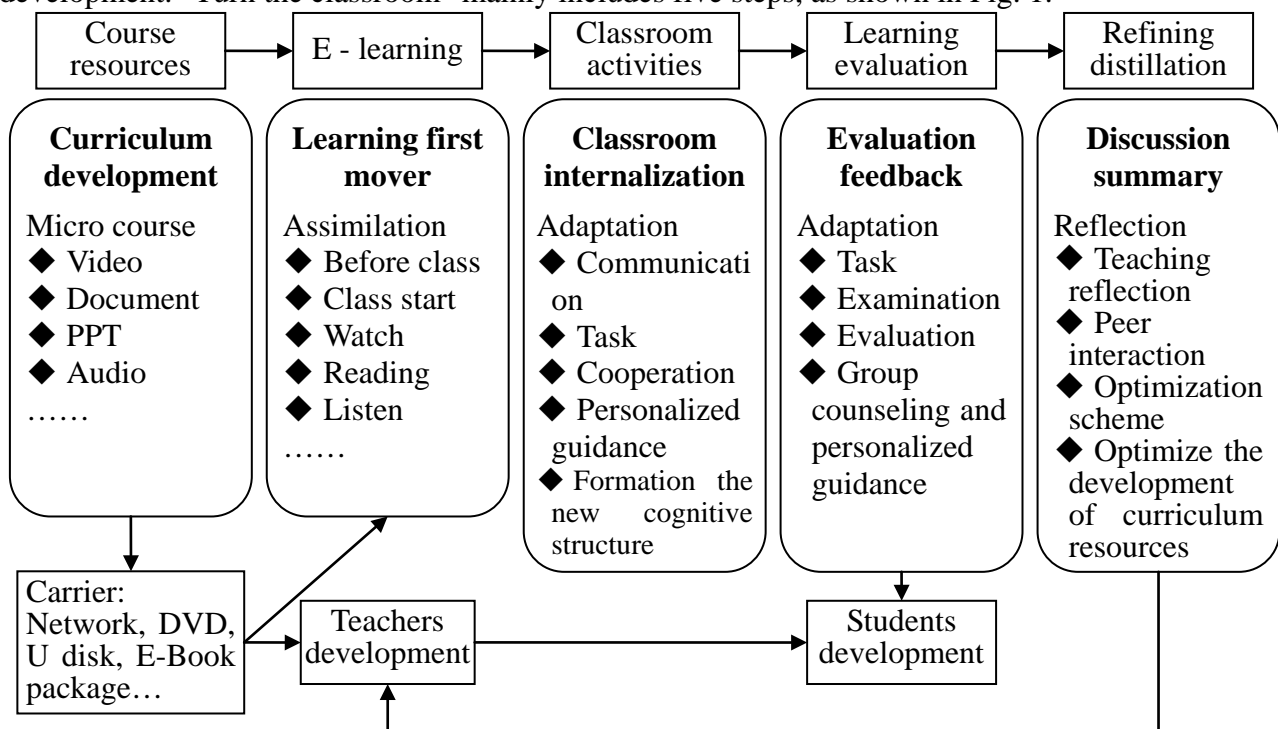 development. "Turn the classroom" mainly includes five steps, as shown in Fig. 1.
Course
resources
E - learning
Classroom
activities
Learning
evaluation
Refining
distillation
Curriculum
development
Micro course
◆ Video
◆ Document
◆ PPT
◆ Audio
……
Learning first
mover
Assimilation
◆ Before class
◆ Class start
◆ Watch
◆ Reading
◆ Listen
……
Classroom
internalization
Adaptation
◆ Communicati
on
◆ Task
◆ Cooperation
◆ Personalized
guidance
◆ Formation the
new cognitive
structure
Evaluation
feedback
Adaptation
◆ Task
◆ Examination
◆ Evaluation
◆ Group
counseling and
personalized
guidance
Discussion
summary
Reflection
◆ Teaching
reflection
◆ Peer
interaction
◆ Optimization
scheme
◆ Optimize the
development
of curriculum
resources
Carrier:
Network, DVD,
U disk, E-Book
package…
Teachers
development
Students
development